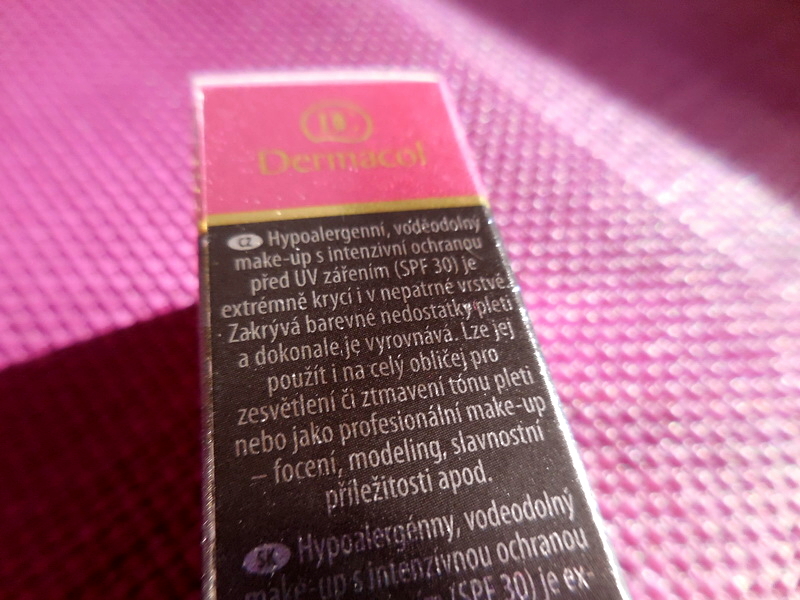 Dermacol
CZ Hypoalergenní, voděodolný
make-up s intenzivní ochranou
před UV zářením (SPF 30) je
extrémně krycí i v nepatrné vrstvě.
Zakrývá barevné nedostatky pleti
a dokonale je vyrovnává. Lze jej
použít i na celý obličej pro
zesvětlení či ztmavení tónu pleti
nebo jako profesionální make-up
– focení, modeling, slavnostní
příležitosti apod.
SK Hypoalergénny, vodeodolný
make-up s intenzívnou ochranou
(SPF 30) je ex-